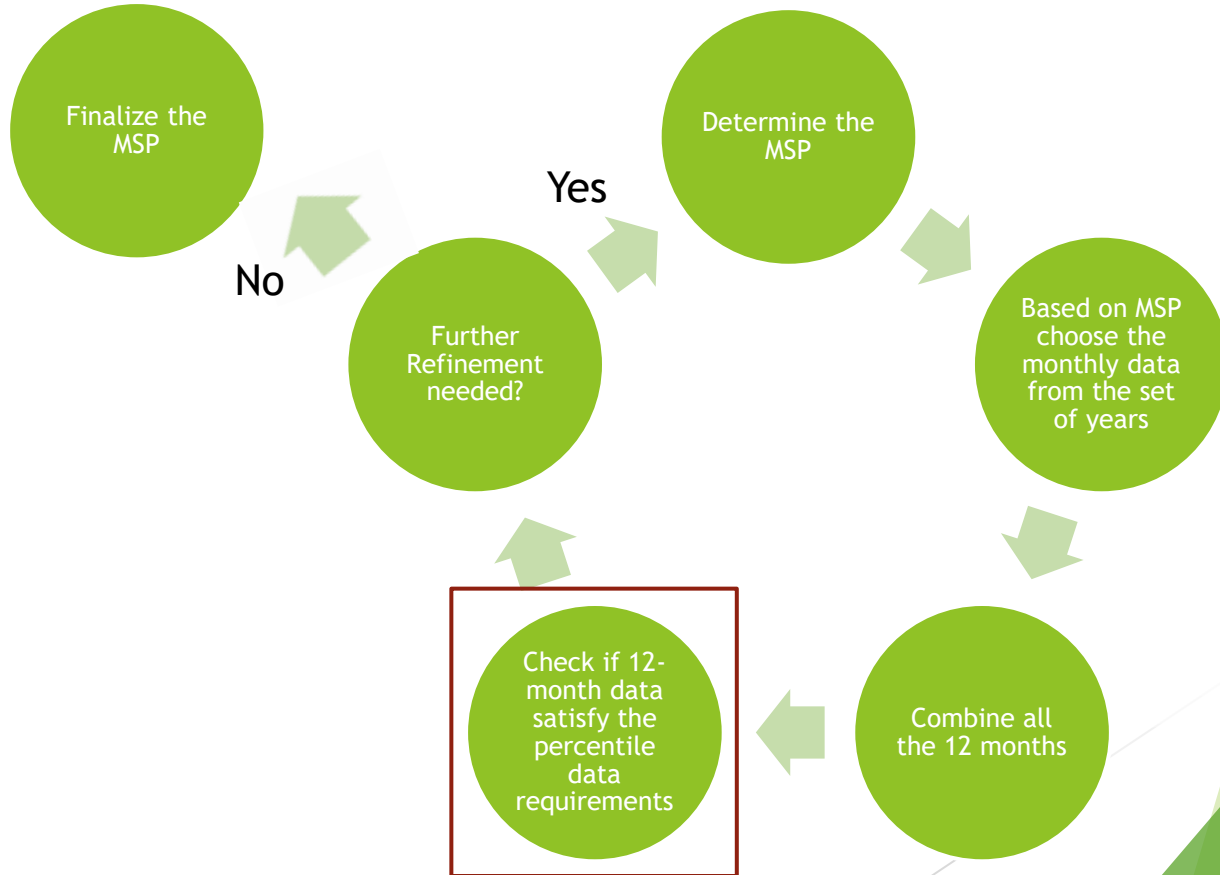 Finalize the
MSP
Determine the
MSP
Yes
No
Further
Refinement
needed?
Based on MSP
choose the
monthly data
from the set
of years
Check if 12-
month data
satisfy the
percentile
data
requirements
Combine all
the 12 months